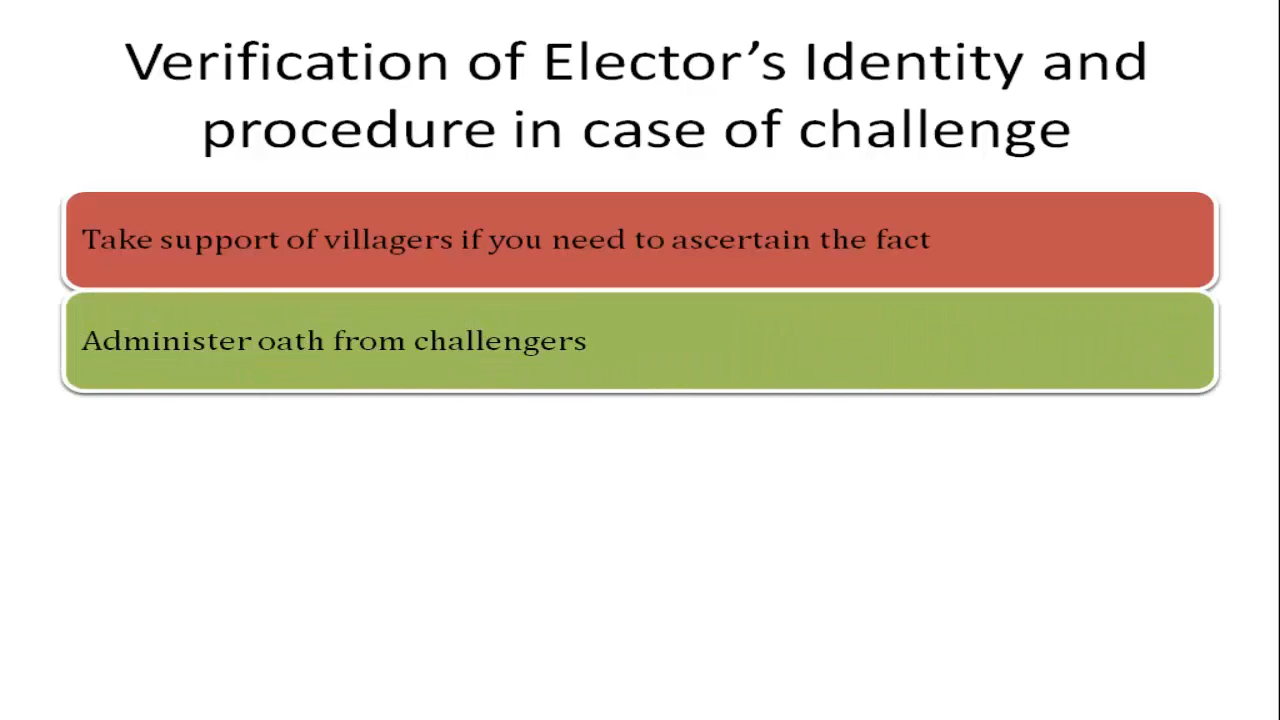 Verification of Elector’s Identity and
procedure in case of challenge
Take support of villagers if you need to ascertain the fact
Administer oath from challengers